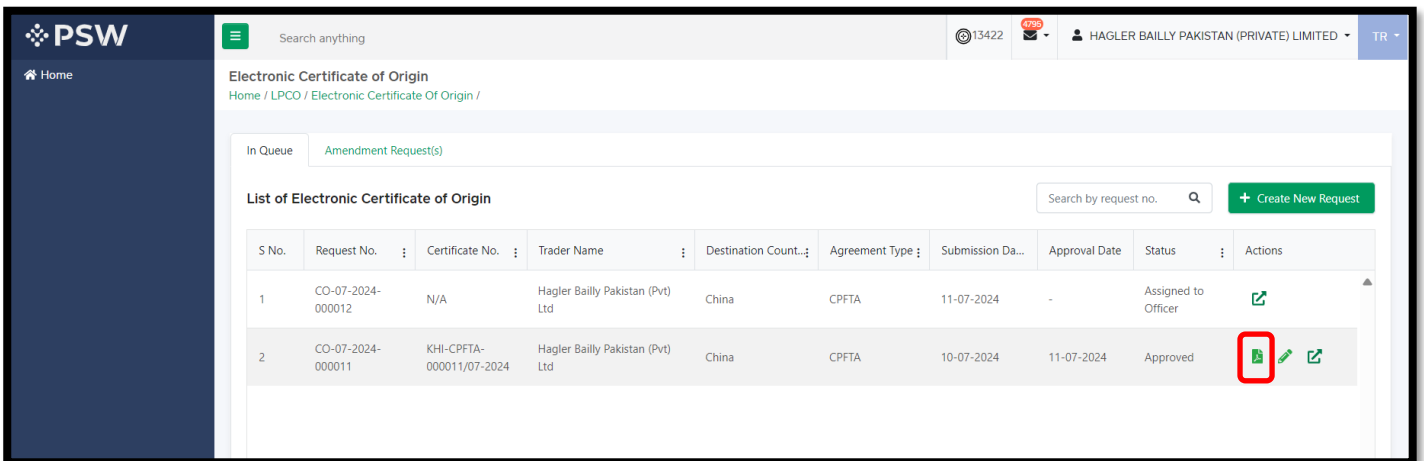 PSW
Search anything
13422
4795
HAGLER BAILLY PAKISTAN (PRIVATE) LIMITED
TR
Home
Electronic Certificate of Origin
Home / LPCO / Electronic Certificate Of Origin /
In Queue
Amendment Request(s)
List of Electronic Certificate of Origin
Search by request no.
+ Create New Request
S No. Request No. Certificate No. Trader Name Destination Count... Agreement Type Submission Da... Approval Date Status Actions
1 CO-07-2024- N/A Hagler Bailly Pakistan (Pvt) China CPFTA 11-07-2024 - Assigned to
000012 Ltd Officer
2 CO-07-2024- KHI-CPFTA- Hagler Bailly Pakistan (Pvt) China CPFTA 10-07-2024 11-07-2024 Approved
000011 000011/07-2024 Ltd